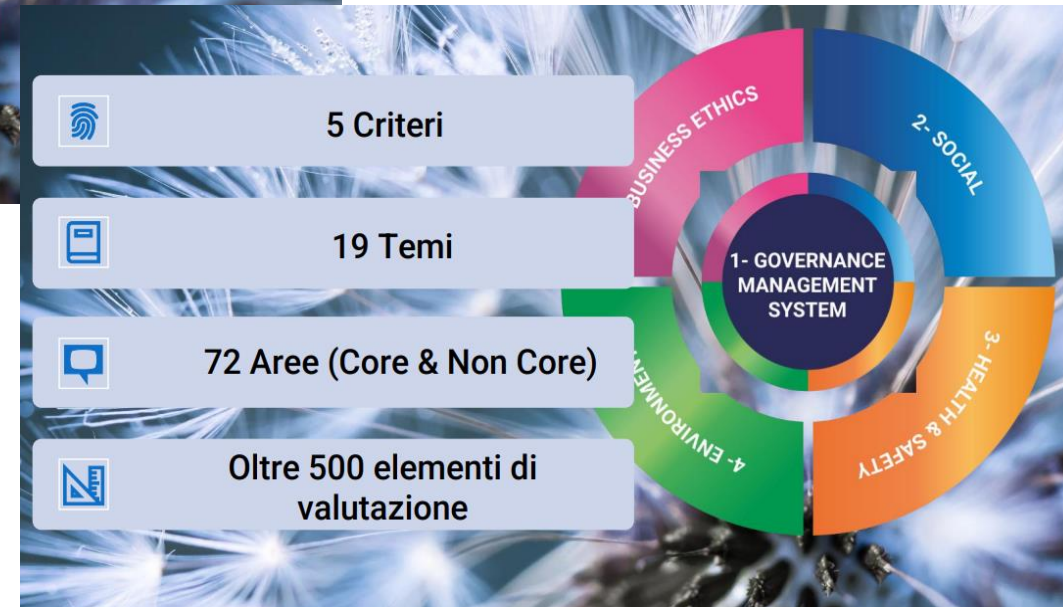 5 Criteri
19 Temi
72 Aree (Core & Non Core)
Oltre 500 elementi di
valutazione
BUSINESS ETHICS
2- SOCIAL
1- GOVERNANCE
MANAGEMENT
SYSTEM
3- HEALTH & SAFETY
4- ENVIRONMENT